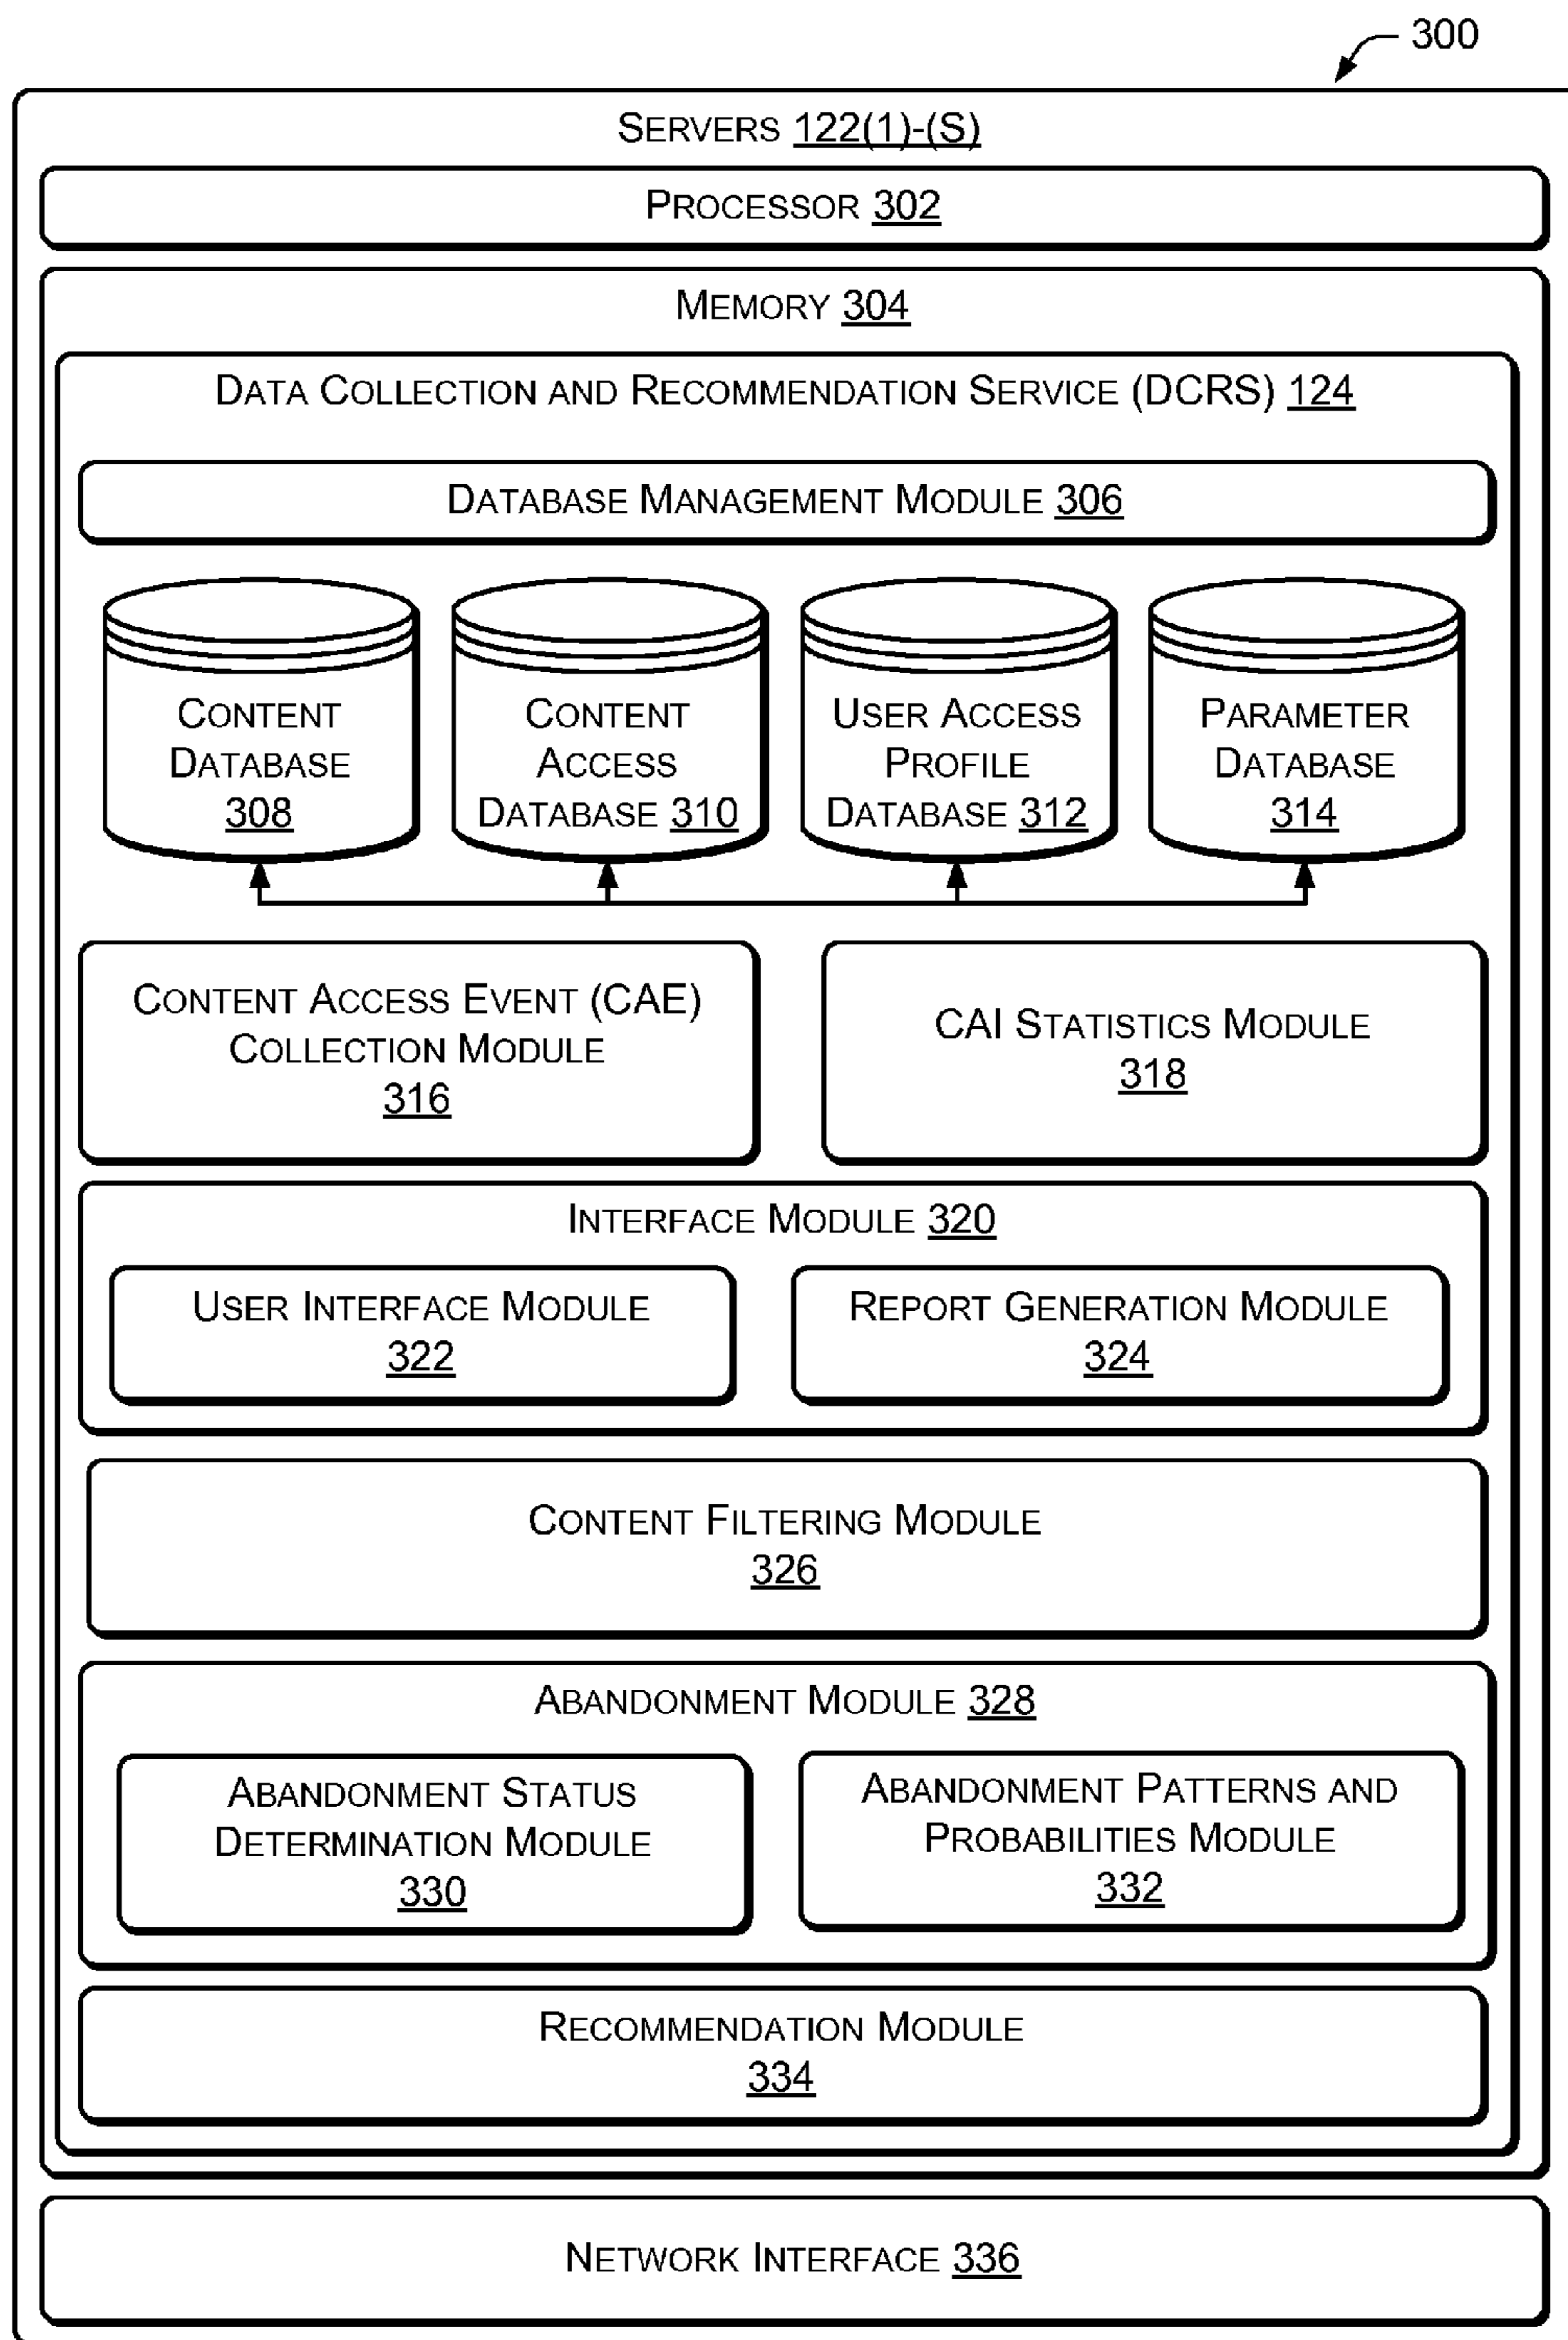 300
SERVERS 122(1)-(S)
PROCESSOR 302
MEMORY 304
DATA COLLECTION AND RECOMMENDATION SERVICE (DCRS) 124
DATABASE MANAGEMENT MODULE 306
CONTENT
DATABASE
308
CONTENT
ACCESS
DATABASE 310
USER ACCESS
PROFILE
DATABASE 312
PARAMETER
DATABASE
314
CONTENT ACCESS EVENT (CAE)
COLLECTION MODULE
316
CAI STATISTICS MODULE
318
INTERFACE MODULE 320
USER INTERFACE MODULE
322
REPORT GENERATION MODULE
324
CONTENT FILTERING MODULE
326
ABANDONMENT MODULE 328
ABANDONMENT STATUS
DETERMINATION MODULE
330
ABANDONMENT PATTERNS AND
PROBABILITIES MODULE
332
RECOMMENDATION MODULE
334
NETWORK INTERFACE 336